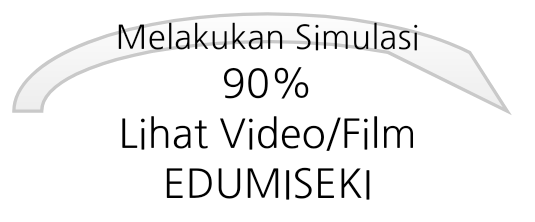 Melakukan Simulasi
90%
Lihat Video/Film
EDUMISEKI